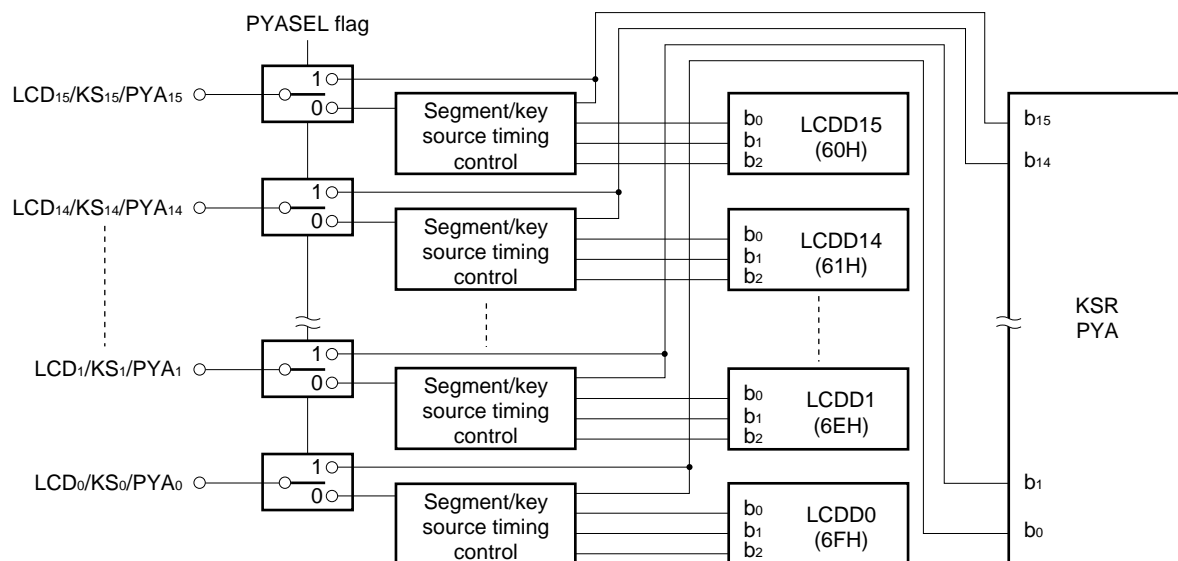 PYASEL flag
LCD15/KS15/PYA15
1
0
Segment/key
source timing
control
b0
b1
b2
LCDD15
(60H)
b15
b14
LCD14/KS14/PYA14
1
0
Segment/key
source timing
control
b0
b1
b2
LCDD14
(61H)
KSR
PYA
LCD1/KS1/PYA1
1
0
Segment/key
source timing
control
b0
b1
b2
LCDD1
(6EH)
b1
b0
LCD0/KS0/PYA0
1
0
Segment/key
source timing
control
b0
b1
b2
LCDD0
(6FH)